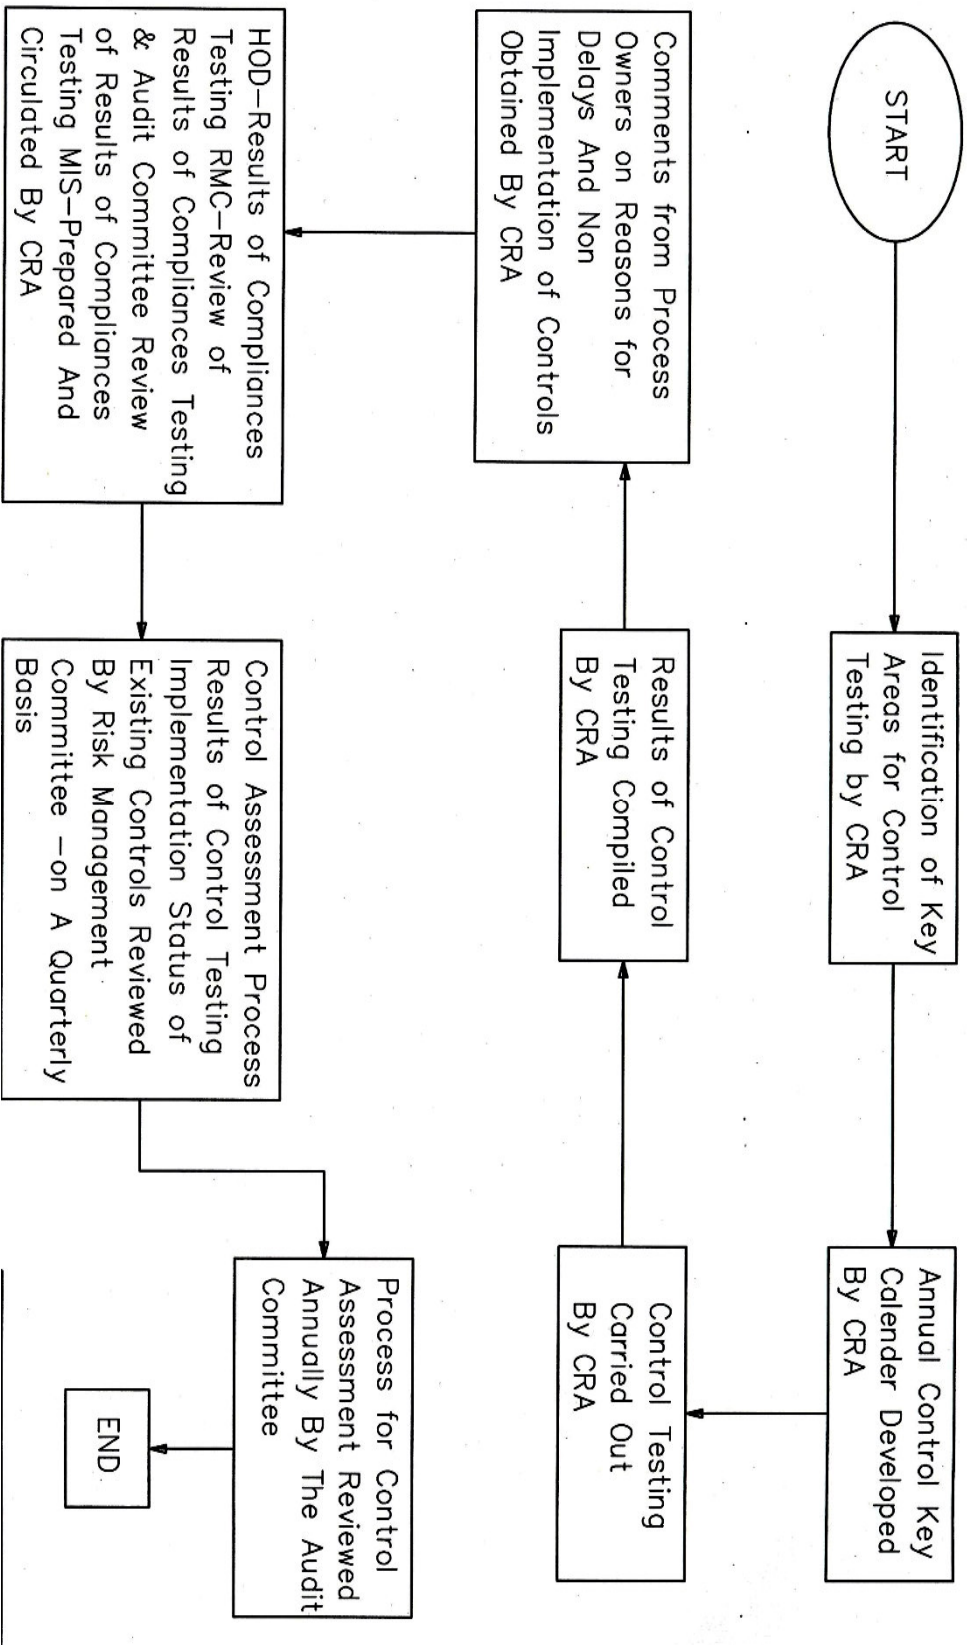 START
Identification of Key
Areas for Control
Testing by CRA
Annual Control Key
Calender Developed
By CRA
Control Testing
Carried Out
By CRA
Results of Control
Testing Compiled
By CRA
Comments from Process
Owners on Reasons for
Delays And Non
Implementation of Controls
Obtained By CRA
HOD-Results of Compliances
Testing RMC-Review of
Results of Compliances Testing
& Audit Committee Review
of Results of Compliances
Testing MIS-Prepared And
Circulated By CRA
Control Assessment Process
Results of Control Testing
Implementation Status of
Existing Controls Reviewed
By Risk Management
Committee -on A Quarterly
Basis
Process for Control
Assessment Reviewed
Annually By The Audit
Committee
END